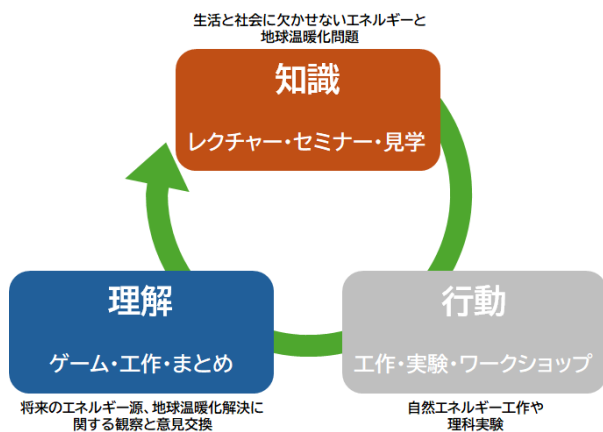 生活と社会に欠かせないエネルギーと
地球温暖化問題
知識
レクチャー・セミナー・見学
理解
ゲーム・工作・まとめ
将来のエネルギー源、地球温暖化解決に
関する観察と意見交換
行動
工作・実験・ワークショップ
自然エネルギー工作や
理科実験